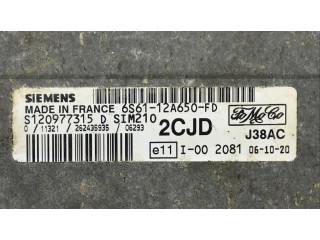 SIEMENS
MADE IN FRANCE 6S61-12A650-FD
S120977315 D SIM210
0 / 11321 / 262435935 / 06293
2CJD
FoMoCo
J38AC
e11 I-00 2081 06-10-20